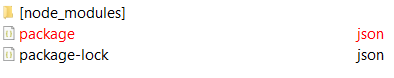 [node_modules]
package json
package-lock json